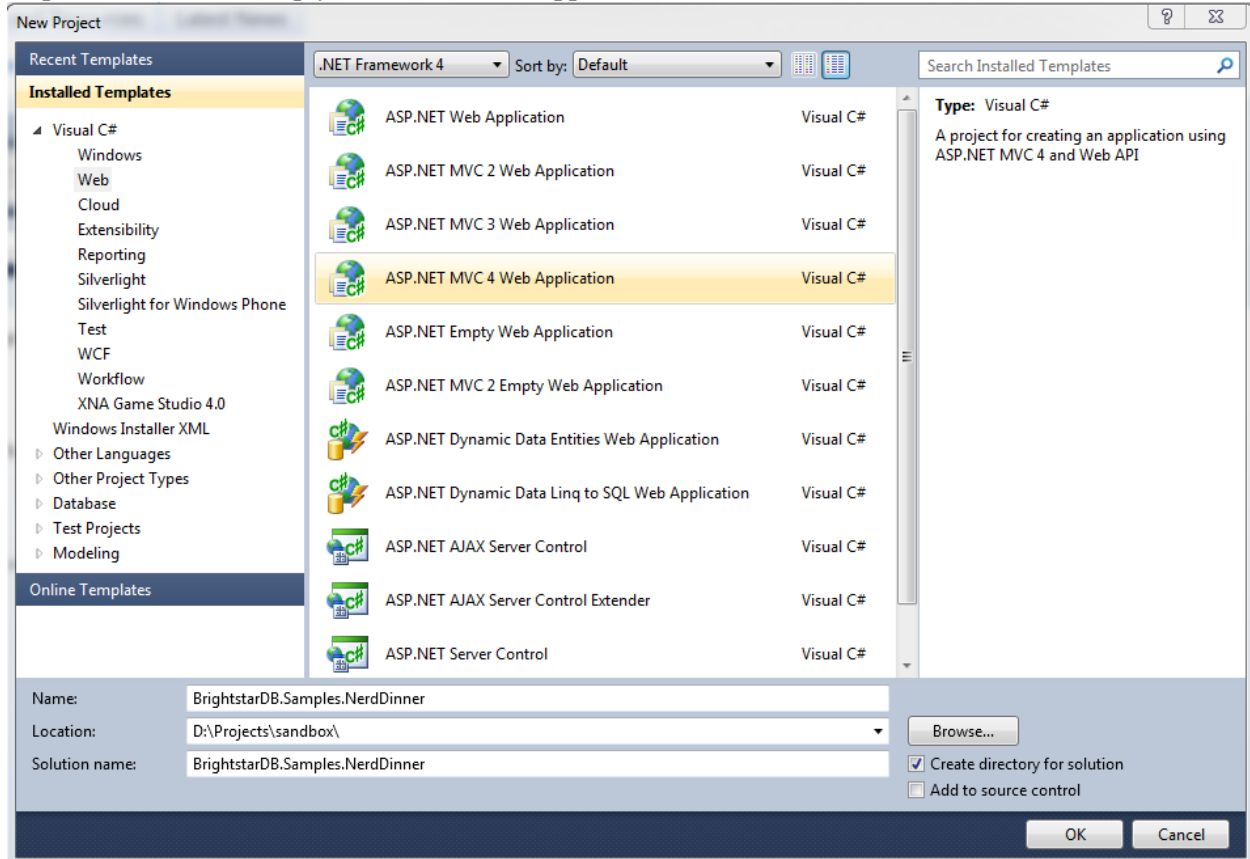 New Project
Recent Templates
Installed Templates
Visual C#
Windows
Web
Cloud
Extensibility
Reporting
Silverlight
Silverlight for Windows Phone
Test
WCF
Workflow
XNA Game Studio 4.0
Windows Installer XML
Other Languages
Other Project Types
Database
Test Projects
Modeling
Online Templates
.NET Framework 4 Sort by: Default
ASP.NET Web Application Visual C#
ASP.NET MVC 2 Web Application Visual C#
ASP.NET MVC 3 Web Application Visual C#
ASP.NET MVC 4 Web Application Visual C#
ASP.NET Empty Web Application Visual C#
ASP.NET MVC 2 Empty Web Application Visual C#
ASP.NET Dynamic Data Entities Web Application Visual C#
ASP.NET Dynamic Data Linq to SQL Web Application Visual C#
ASP.NET AJAX Server Control Visual C#
ASP.NET AJAX Server Control Extender Visual C#
ASP.NET Server Control Visual C#
Search Installed Templates
Type: Visual C#
A project for creating an application using
ASP.NET MVC 4 and Web API
Name: BrightstarDB.Samples.NerdDinner
Location: D:\Projects\sandbox\
Browse...
Solution name: BrightstarDB.Samples.NerdDinner
Create directory for solution
Add to source control
OK Cancel